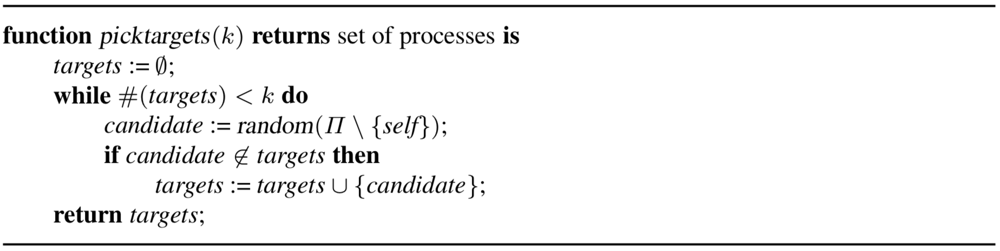 function picktargets(k) returns set of processes is
targets := ∅;
while #(targets) < k do
candidate := random(Π \ {self});
if candidate ∉ targets then
targets := targets ∪ {candidate};
return targets;